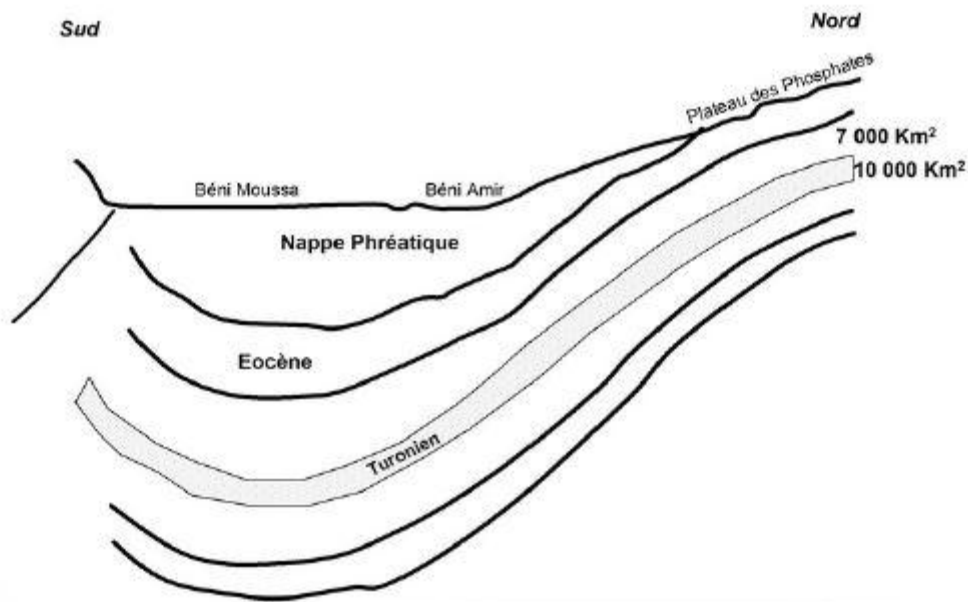 Sud
Nord
Plateau des Phosphates
7 000 Km²
10 000 Km²
Béni Moussa
Béni Amir
Nappe Phréatique
Eocène
Turonien